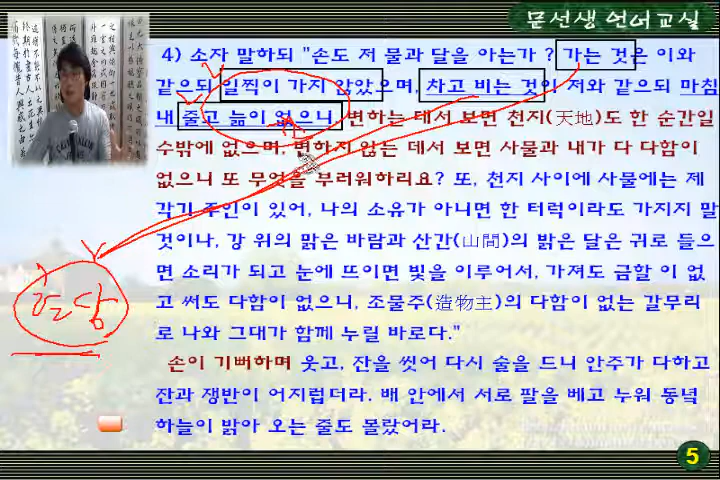 문선생 언어교실
4) 소자 말하되 "손도 저 물과 달을 아는가 ? 가는 것은 이와
같으되 일찍이 가지 않았으며, 차고 비는 것이 저와 같으되 마침
내 줄고 늚이 없으니, 변하는 데서 보면 천지(天地)도 한 순간일
수밖에 없으며, 변하지 않는 데서 보면 사물과 내가 다 다함이
없으니 또 무엇을 부러워하리요? 또, 천지 사이에 사물에는 제
각기 주인이 있어, 나의 소유가 아니면 한 터럭이라도 가지지 말
것이나, 강 위의 맑은 바람과 산간(山間)의 밝은 달은 귀로 들으
면 소리가 되고 눈에 뜨이면 빛을 이루어서, 가져도 금할 이 없
고 써도 다함이 없으니, 조물주(造物主)의 다함이 없는 갈무리
로 나와 그대가 함께 누릴 바로다."
손이 기뻐하며 웃고, 잔을 씻어 다시 술을 드니 안주가 다하고
잔과 쟁반이 어지럽더라. 배 안에서 서로 팔을 베고 누워 동녘
하늘이 밝아 오는 줄도 몰랐어라.
5